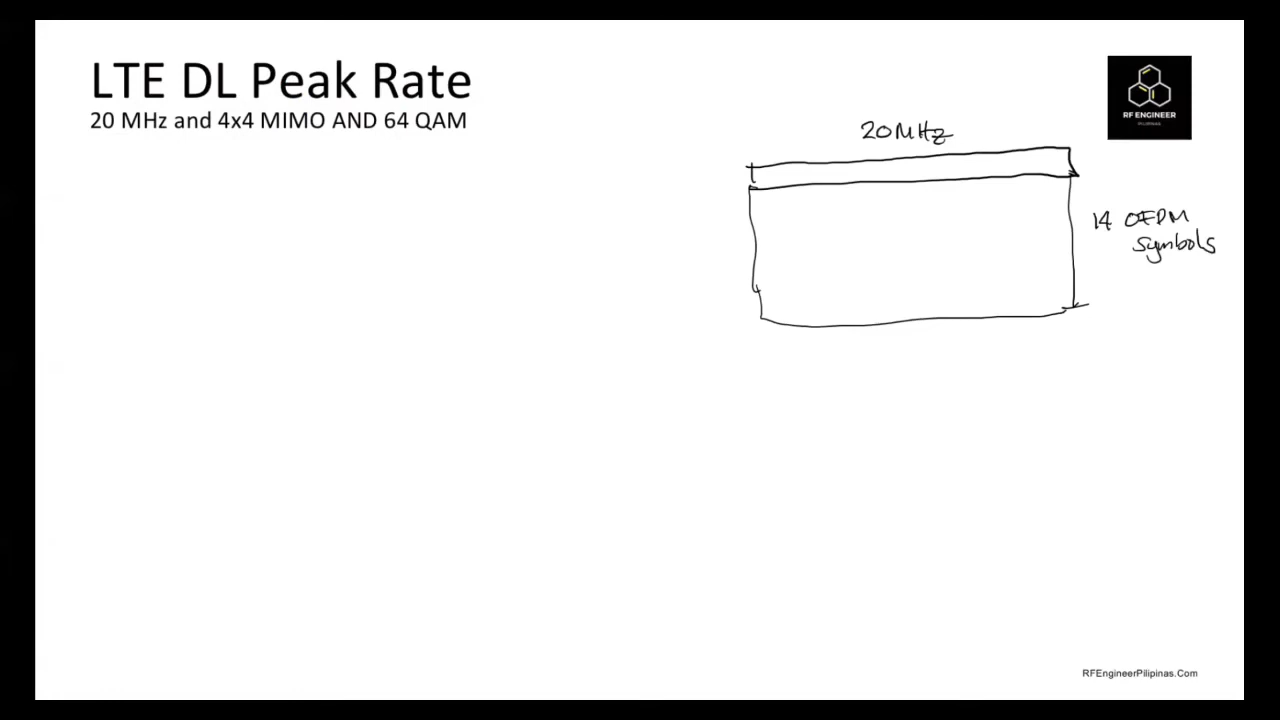 LTE DL Peak Rate
20 MHz and 4x4 MIMO AND 64 QAM
RF ENGINEER
PILIPINAS
20MHz
14 OFDM
symbols
RFEngineerPilipinas.Com